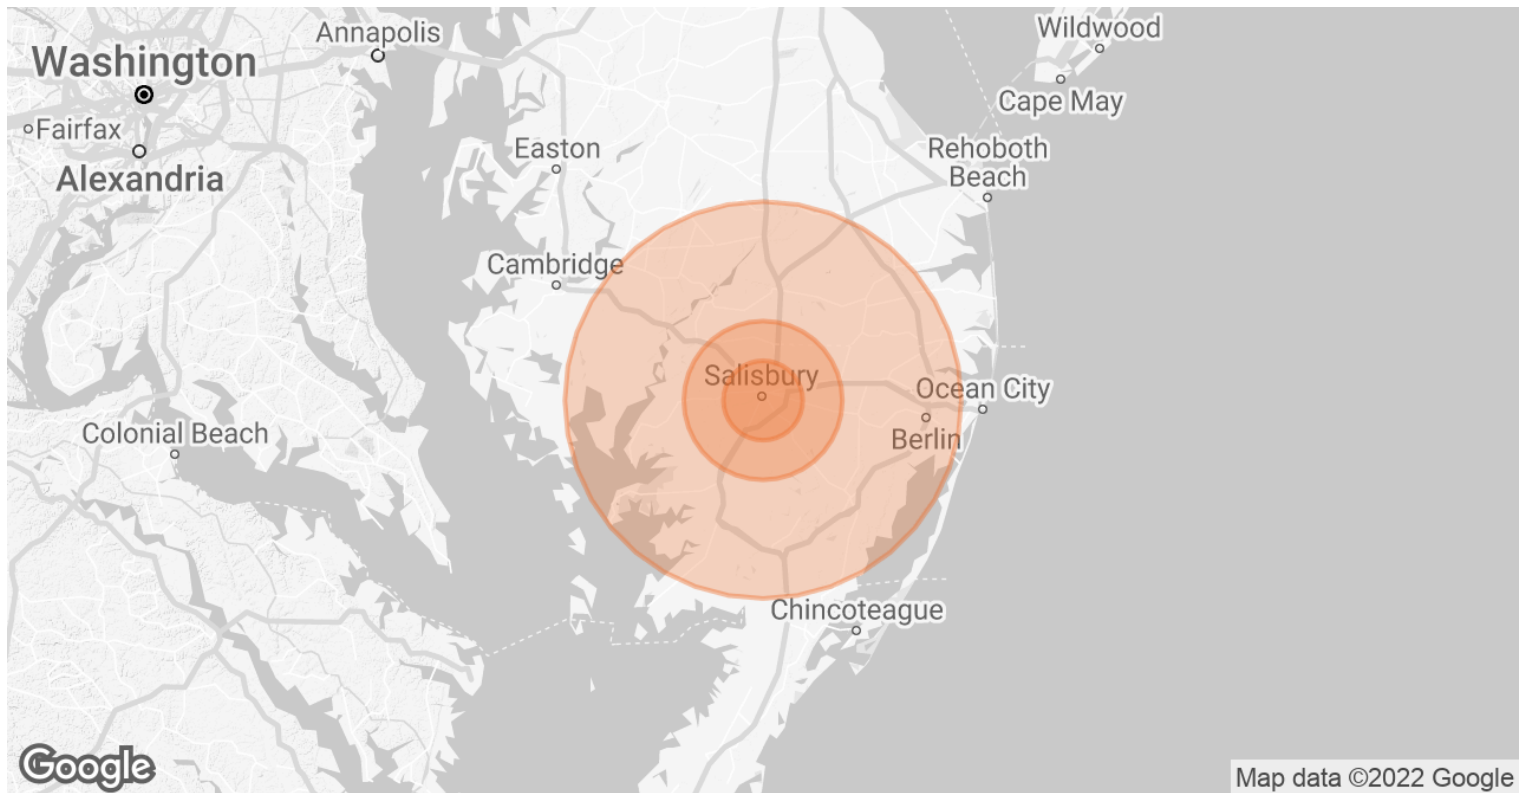 Wildwood
Annapolis
Washington
Cape May
Fairfax
Easton
Rehoboth
Beach
Alexandria
Cambridge
Salisbury
Ocean City
Colonial Beach
Berlin
Chincoteague
Google
Map data ©2022 Google